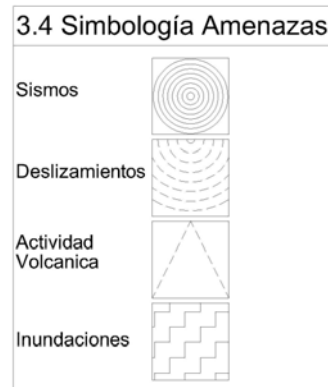 3.4 Simbología Amenazas
Sismos
Deslizamientos
Actividad
Volcanica
Inundaciones